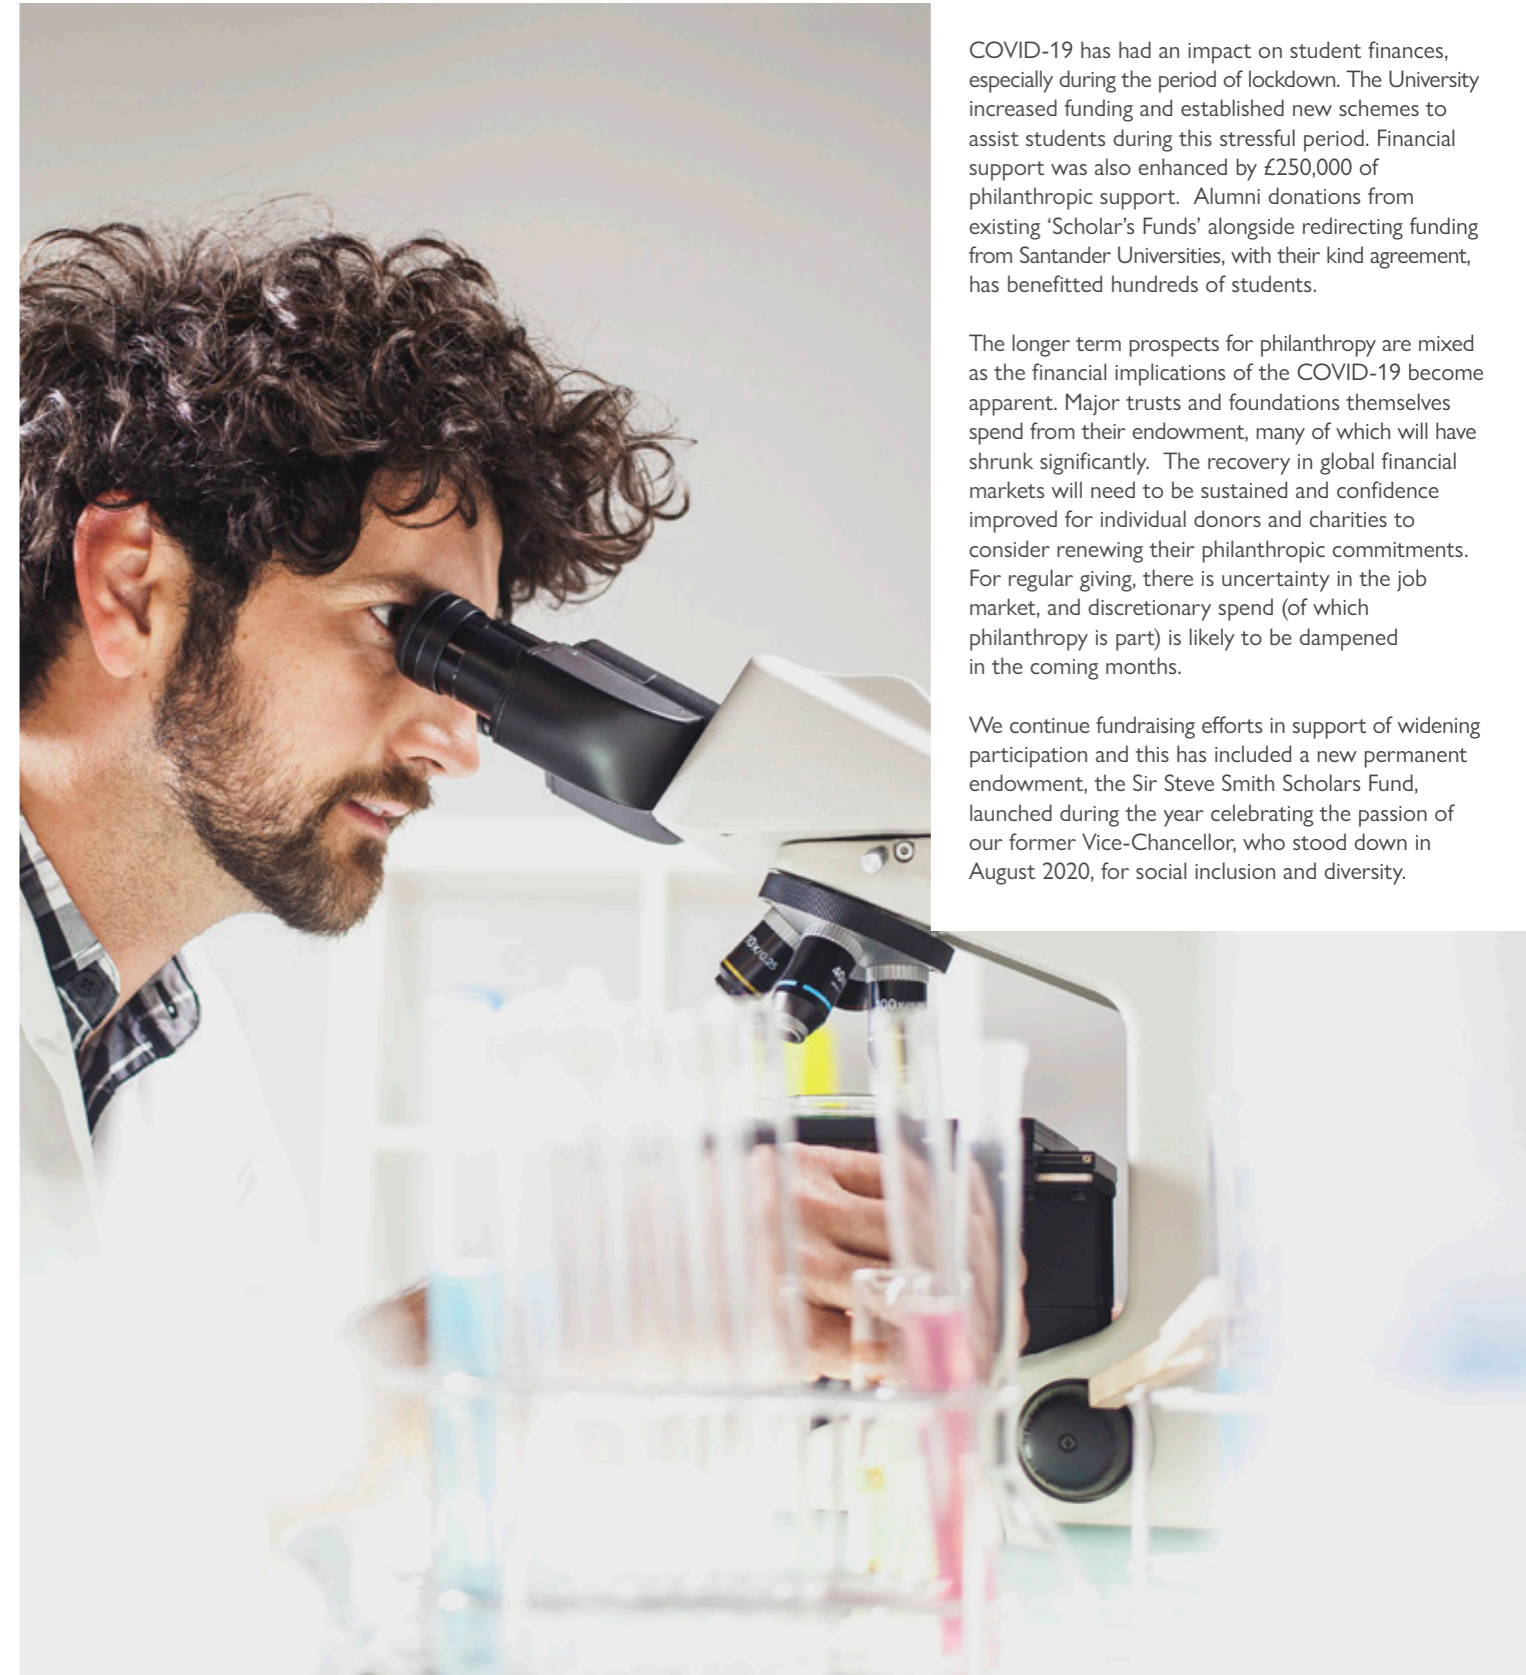 COVID-19 has had an impact on student finances,
especially during the period of lockdown. The University
increased funding and established new schemes to
assist students during this stressful period. Financial
support was also enhanced by £250,000 of
philanthropic support.  Alumni donations from
existing ‘Scholar’s Funds’ alongside redirecting funding
from Santander Universities, with their kind agreement,
has benefitted hundreds of students.
The longer term prospects for philanthropy are mixed
as the financial implications of the COVID-19 become
apparent. Major trusts and foundations themselves
spend from their endowment, many of which will have
shrunk significantly.  The recovery in global financial
markets will need to be sustained and confidence
improved for individual donors and charities to
consider renewing their philanthropic commitments.
For regular giving, there is uncertainty in the job
market, and discretionary spend (of which
philanthropy is part) is likely to be dampened
in the coming months.
We continue fundraising efforts in support of widening
participation and this has included a new permanent
endowment, the Sir Steve Smith Scholars Fund,
launched during the year celebrating the passion of
our former Vice-Chancellor, who stood down in
August 2020, for social inclusion and diversity.
10X/0.25